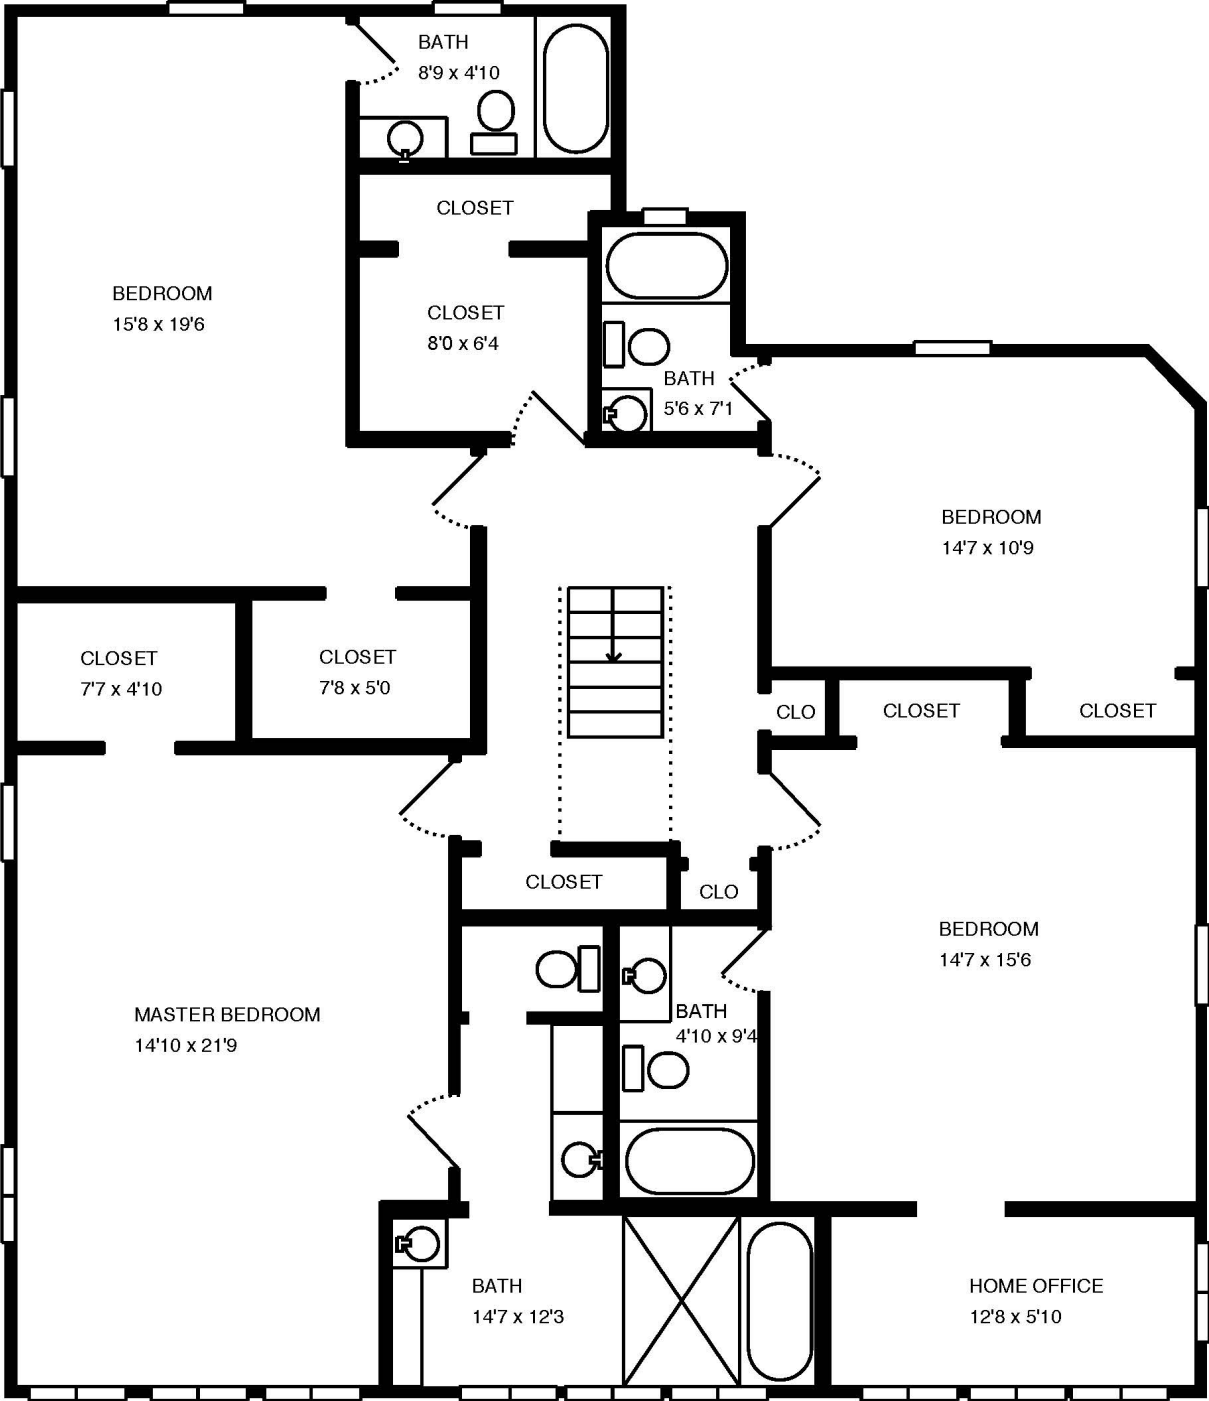 BATH
8'9 x 4'10
CLOSET
BEDROOM
15'8 x 19'6
CLOSET
8'0 x 6'4
BATH
5'6 x 7'1
BEDROOM
14'7 x 10'9
CLOSET
7'7 x 4'10
CLOSET
7'8 x 5'0
CLO
CLOSET
CLOSET
CLOSET
CLO
BEDROOM
14'7 x 15'6
MASTER BEDROOM
14'10 x 21'9
BATH
4'10 x 9'4
BATH
14'7 x 12'3
HOME OFFICE
12'8 x 5'10